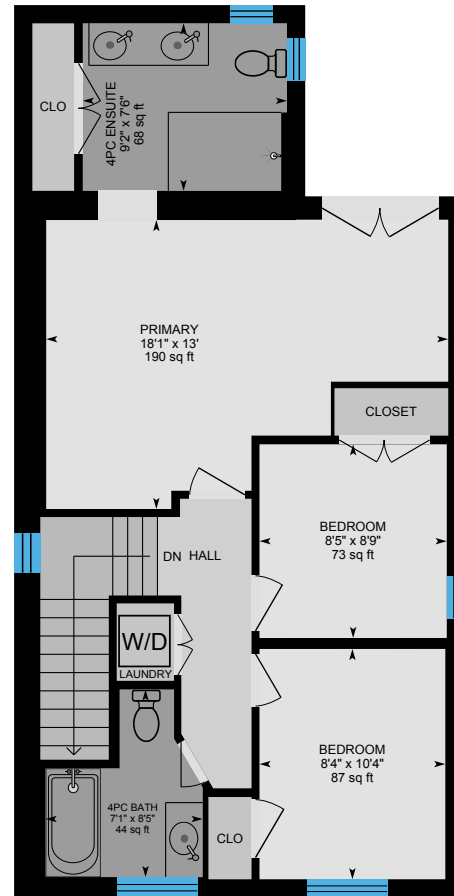 CLO
4PC ENSUITE
9'2" x 7'6"
68 sq ft
PRIMARY
18'1" x 13'
190 sq ft
CLOSET
BEDROOM
8'5" x 8'9"
73 sq ft
DN
HALL
W/D
LAUNDRY
BEDROOM
8'4" x 10'4"
87 sq ft
4PC BATH
7'1" x 8'5"
44 sq ft
CLO